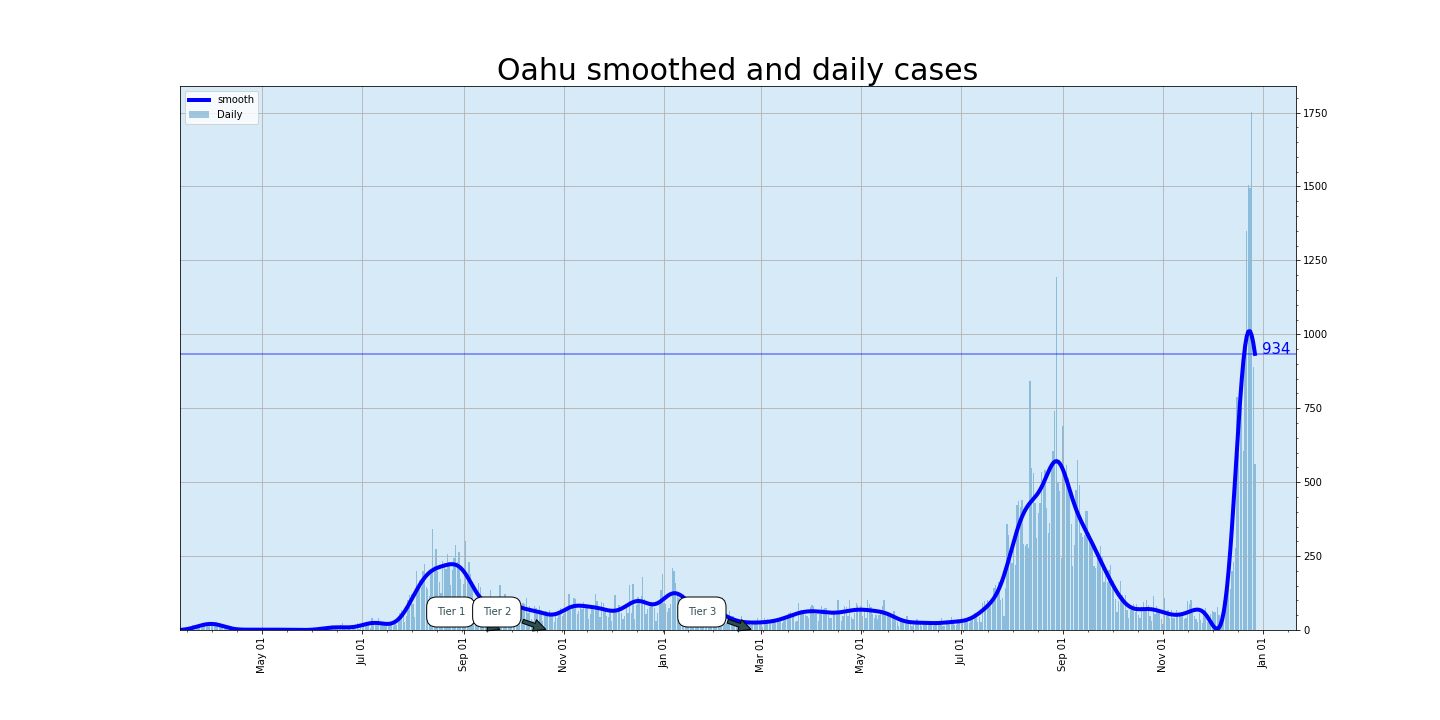 Oahu smoothed and daily cases
smooth
Daily
1750
1500
1250
1000
934
750
500
250
0
Tier 1
Tier 2
Tier 3
May 01
Jul 01
Sep 01
Nov 01
Jan 01
Mar 01
May 01
Jul 01
Sep 01
Nov 01
Jan 01